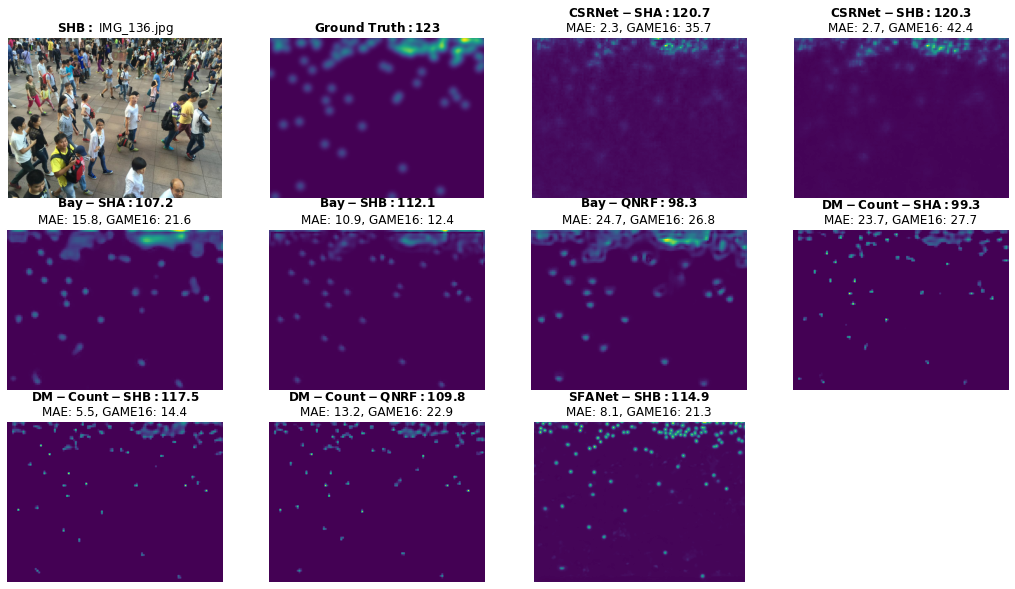 SHB: IMG_136.jpg
Ground Truth:123
CSRNet-SHA:120.7
MAE: 2.3, GAME16: 35.7
CSRNet-SHB:120.3
MAE: 2.7, GAME16: 42.4
Bay-SHA:107.2
MAE: 15.8, GAME16: 21.6
Bay-SHB:112.1
MAE: 10.9, GAME16: 12.4
Bay-QNRF:98.3
MAE: 24.7, GAME16: 26.8
DM-Count-SHA:99.3
MAE: 23.7, GAME16: 27.7
DM-Count-SHB:117.5
MAE: 5.5, GAME16: 14.4
DM-Count-QNRF:109.8
MAE: 13.2, GAME16: 22.9
SFANet-SHB:114.9
MAE: 8.1, GAME16: 21.3